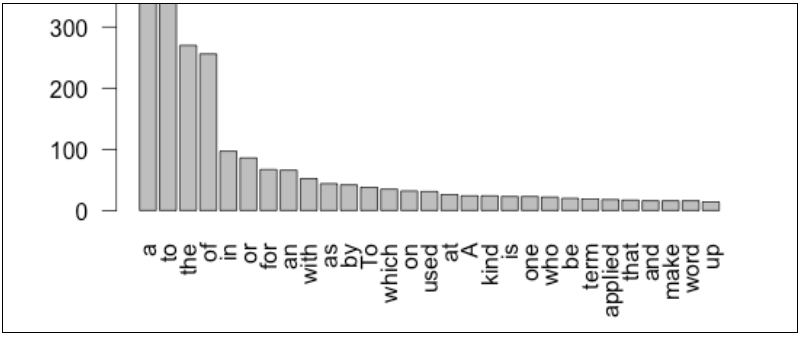 300
200
100
0
a
to
the
of
in
or
for
an
with
as
by
To
which
on
used
at
A
kind
is
one
who
be
term
applied
that
and
make
word
up